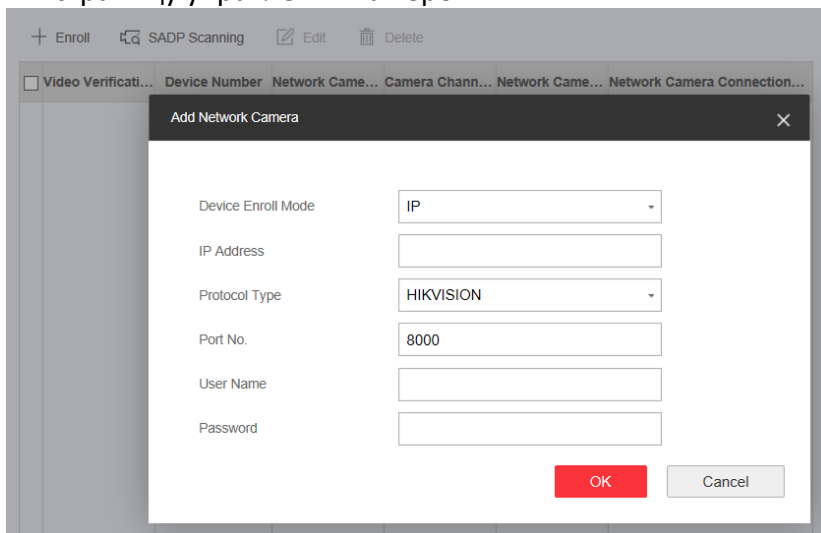 + Enroll SADP Scanning Edit Delete
Video Verificati... Device Number Network Came... Camera Chann... Network Came... Network Camera Connection...
Add Network Camera
Device Enroll Mode IP
IP Address
Protocol Type HIKVISION
Port No. 8000
User Name
Password
OK Cancel